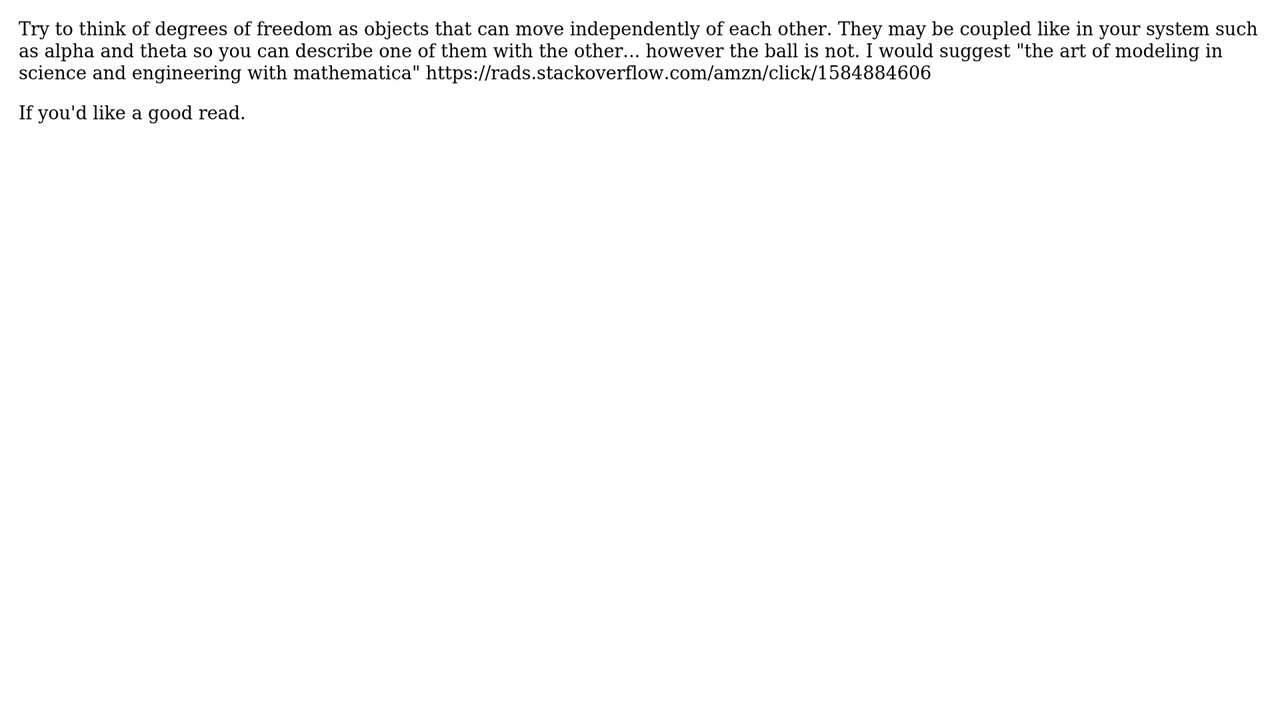 Try to think of degrees of freedom as objects that can move independently of each other. They may be coupled like in your system such
as alpha and theta so you can describe one of them with the other... however the ball is not. I would suggest "the art of modeling in
science and engineering with mathematica" https://rads.stackoverflow.com/amzn/click/1584884606
If you'd like a good read.